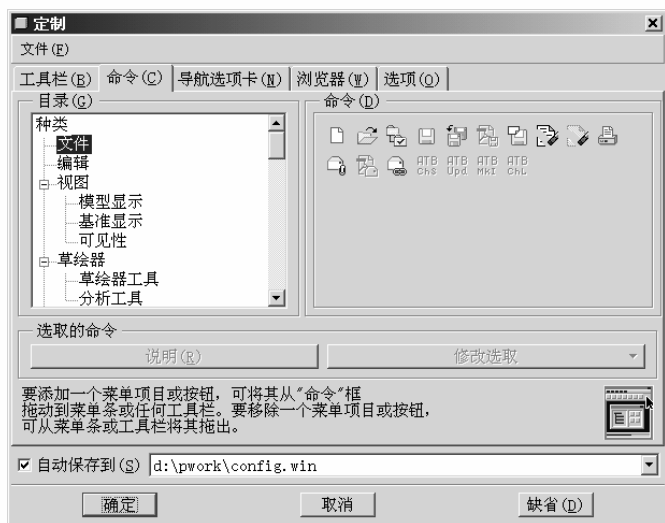 定制
文件(F)
工具栏(B) 命令(C) 导航选项卡(N) 浏览器(W) 选项(O)
目录(G)
种类
文件
编辑
视图
模型显示
基准显示
可见性
草绘器
草绘器工具
分析工具
命令(D)
ATB ATB ATB ATB
Chs Upd MKI ChL
选取的命令
说明(R) 修改选取
要添加一个菜单项目或按钮，可将其从"命令"框
拖动到菜单条或任何工具栏。要移除一个菜单项目或按钮，
可从菜单条或工具栏将其拖出。
自动保存到(S) d:\pwork\config.win
确定 取消 缺省(D)